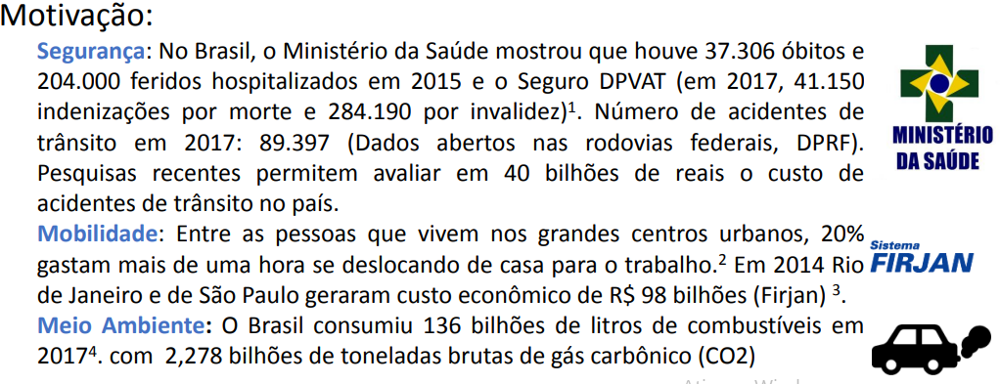 Motivação:
Segurança: No Brasil, o Ministério da Saúde mostrou que houve 37.306 óbitos e
204.000 feridos hospitalizados em 2015 e o Seguro DPVAT (em 2017, 41.150
indenizações por morte e 284.190 por invalidez)¹. Número de acidentes de
trânsito em 2017: 89.397 (Dados abertos nas rodovias federais, DPRF).
Pesquisas recentes permitem avaliar em 40 bilhões de reais o custo de
acidentes de trânsito no país.
MINISTÉRIO
DA SAÚDE
Mobilidade: Entre as pessoas que vivem nos grandes centros urbanos, 20%
gastam mais de uma hora se deslocando de casa para o trabalho.² Em 2014 Rio
de Janeiro e de São Paulo geraram custo econômico de R$ 98 bilhões (Firjan) ³.
Sistema
FIRJAN
Meio Ambiente: O Brasil consumiu 136 bilhões de litros de combustíveis em
2017⁴. com 2,278 bilhões de toneladas brutas de gás carbônico (CO2)